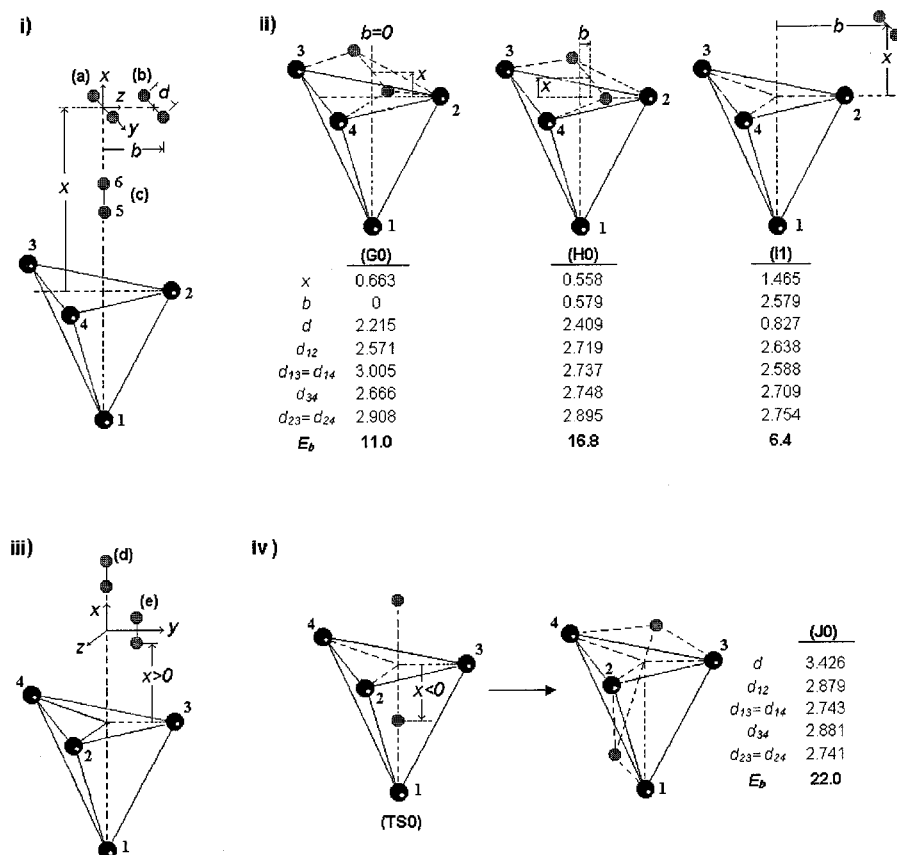 i)
(a)
(b)
x
z
d
y
b
x
6
(c)
5
3
2
4
1
ii)
b=0
3
x
2
4
1
b
3
x
2
4
1
b
x
3
2
4
1
(G0) (H0) (I1)
x 0.663 0.558 1.465
b 0 0.579 2.579
d 2.215 2.409 0.827
d12 2.571 2.719 2.638
d13= d14 3.005 2.737 2.588
d34 2.666 2.748 2.709
d23= d24 2.908 2.895 2.754
Eb 11.0 16.8 6.4
iii)
(d)
(e)
x
y
z
x>0
4
3
2
1
iv)
4
3
2
x<0
1
(TS0)
4
3
2
1
(J0)
d 3.426
d12 2.879
d13= d14 2.743
d34 2.881
d23= d24 2.741
Eb 22.0